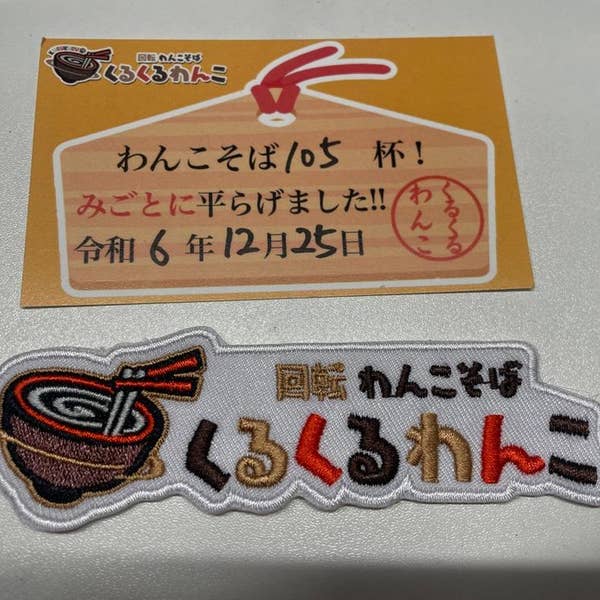 回転 わんこそば
くるくるわんこ
わんこそば105 杯！
みごとに平らげました!!
くるくる
わんこ
令和 6 年 12月25日
回転 わんこそば
くるくるわんこ